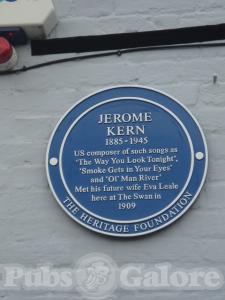 JEROME
KERN
1885-1945
US composer of such songs as
'The Way You Look Tonight',
'Smoke Gets in Your Eyes'
and 'Ol' Man River'
Met his future wife Eva Leale
here at The Swan in
1909
THE HERITAGE FOUNDATION
Pubs Galore